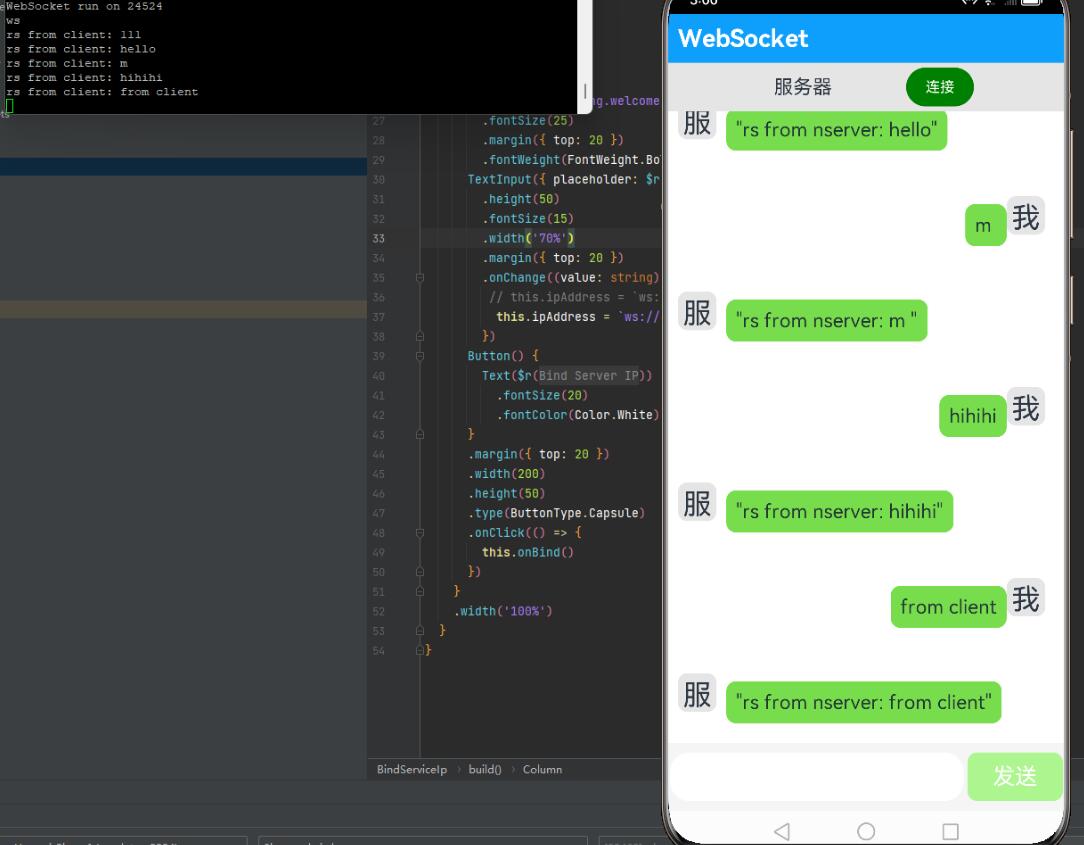 WebSocket run on 24524
ws
rs from client: 111
rs from client: hello
rs from client: m
rs from client: hihihi
rs from client: from client
ng.welcome
27 .fontSize(25)
28 .margin({ top: 20 })
29 .fontWeight(FontWeight.Bo
30 TextInput({ placeholder: $r
31 .height(50)
32 .fontSize(15)
33 .width('70%')
34 .margin({ top: 20 })
35 .onChange((value: string)
36 // this.ipAddress = `ws:
37 this.ipAddress = `ws://
38 })
39 Button() {
40 Text($r(Bind Server IP))
41 .fontSize(20)
42 .fontColor(Color.White)
43 }
44 .margin({ top: 20 })
45 .width(200)
46 .height(50)
47 .type(ButtonType.Capsule)
48 .onClick(() => {
49 this.onBind()
50 })
51 }
52 .width('100%')
53 }
54 }
BindServiceIp › build() › Column
WebSocket
服务器 连接
服 "rs from nserver: hello"
m 我
服 "rs from nserver: m "
hihihi 我
服 "rs from nserver: hihihi"
from client 我
服 "rs from nserver: from client"
发送